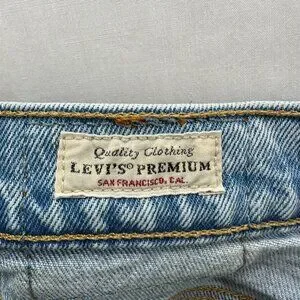 Quality Clothing
LEVI'S® PREMIUM
SAN FRANCISCO, CAL.